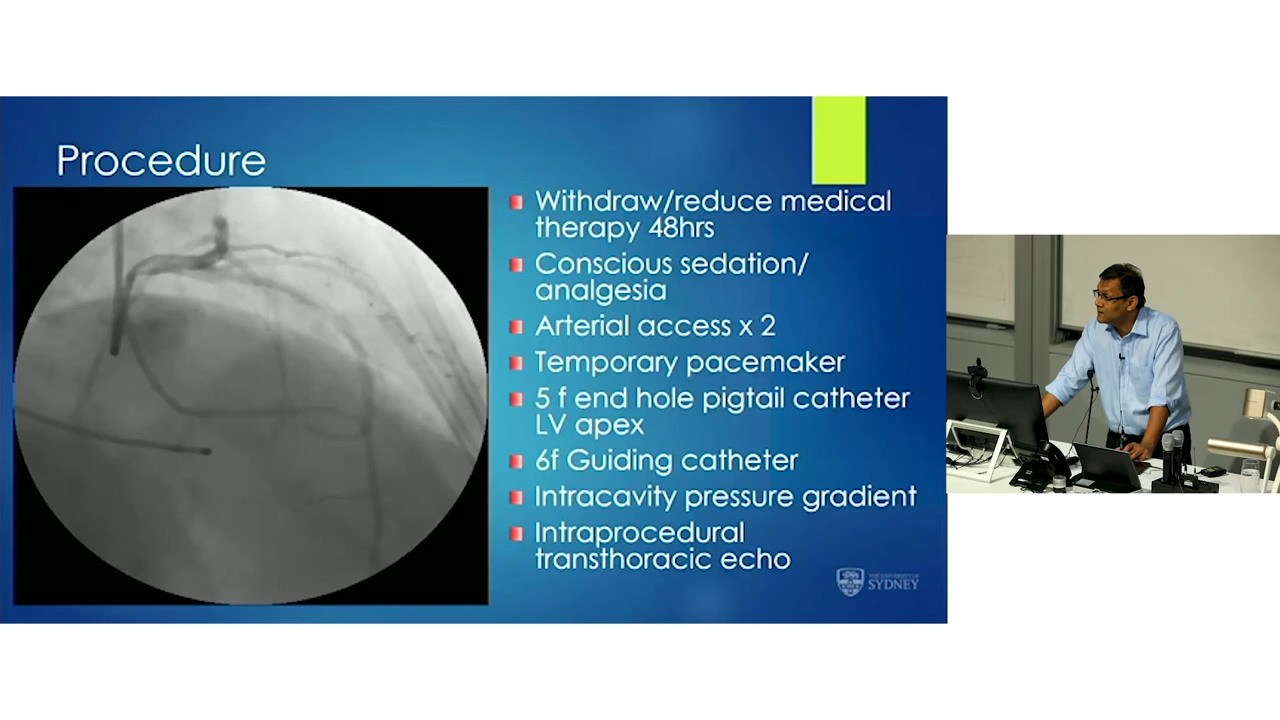 Procedure
Withdraw/reduce medical
therapy 48hrs
Conscious sedation/
analgesia
Arterial access x 2
Temporary pacemaker
5 f end hole pigtail catheter
LV apex
6f Guiding catheter
Intracavity pressure gradient
Intraprocedural
transthoracic echo
THE UNIVERSITY OF
SYDNEY